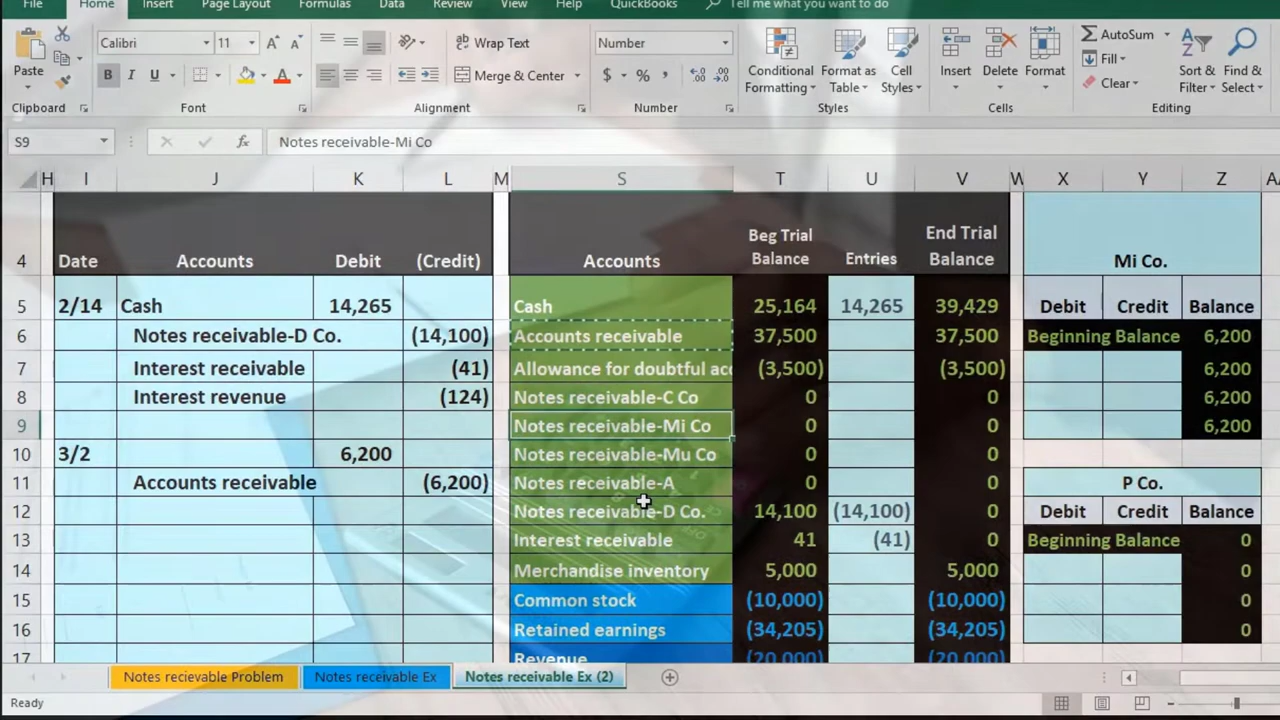 File Home Insert Page Layout Formulas Data Review View Help QuickBooks Tell me what you want to do
Paste
Clipboard
Calibri 11
B I U
Font
Wrap Text
Merge & Center
Alignment
Number
$ % ,
Number
Conditional Formatting
Format as Table
Cell Styles
Styles
Insert Delete Format
Cells
AutoSum
Fill
Clear
Sort & Filter
Find & Select
Editing
S9 fx Notes receivable-Mi Co
H I J K L M S T U V W X Y Z AA
4 Date Accounts Debit (Credit) Accounts Beg Trial Balance Entries End Trial Balance Mi Co.
5 2/14 Cash 14,265 Cash 25,164 14,265 39,429 Debit Credit Balance
6 Notes receivable-D Co. (14,100) Accounts receivable 37,500 37,500 Beginning Balance 6,200
7 Interest receivable (41) Allowance for doubtful acc (3,500) (3,500) 6,200
8 Interest revenue (124) Notes receivable-C Co 0 0 6,200
9 Notes receivable-Mi Co 0 0 6,200
10 3/2 6,200 Notes receivable-Mu Co 0 0
11 Accounts receivable (6,200) Notes receivable-A 0 0 P Co.
12 Notes receivable-D Co. 14,100 (14,100) 0 Debit Credit Balance
13 Interest receivable 41 (41) 0 Beginning Balance 0
14 Merchandise inventory 5,000 5,000 0
15 Common stock (10,000) (10,000) 0
16 Retained earnings (34,205) (34,205) 0
17 Revenue (20,000) (20,000)
Notes recievable Problem Notes receivable Ex Notes receivable Ex (2)
Ready